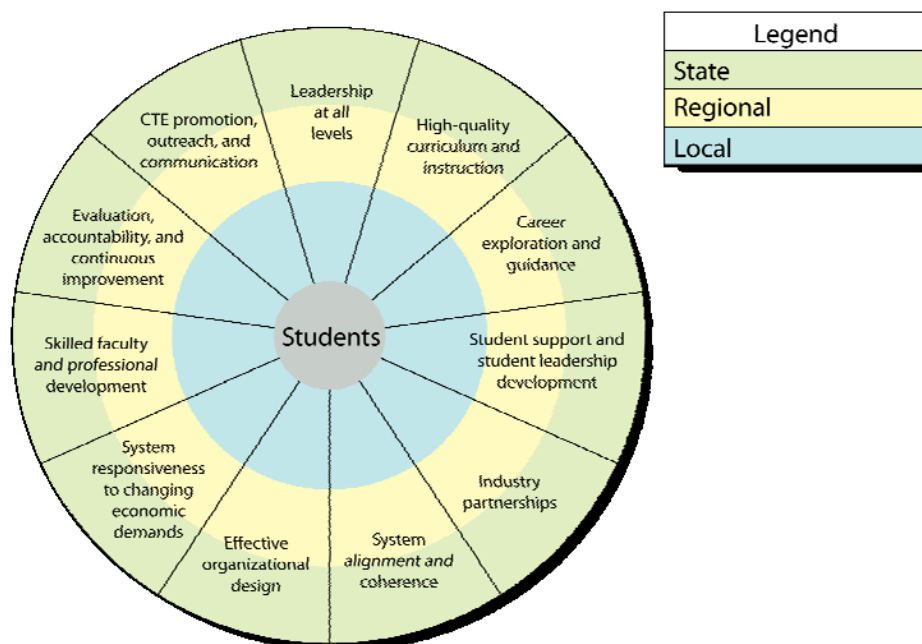 Legend
State
Regional
Local
Leadership
at all
levels
High-quality
curriculum and
instruction
Career
exploration and
guidance
Student support and
student leadership
development
Industry
partnerships
System
alignment and
coherence
Effective
organizational
design
System
responsiveness
to changing
economic
demands
Skilled faculty
and professional
development
Evaluation,
accountability, and
continuous
improvement
CTE promotion,
outreach, and
communication
Students